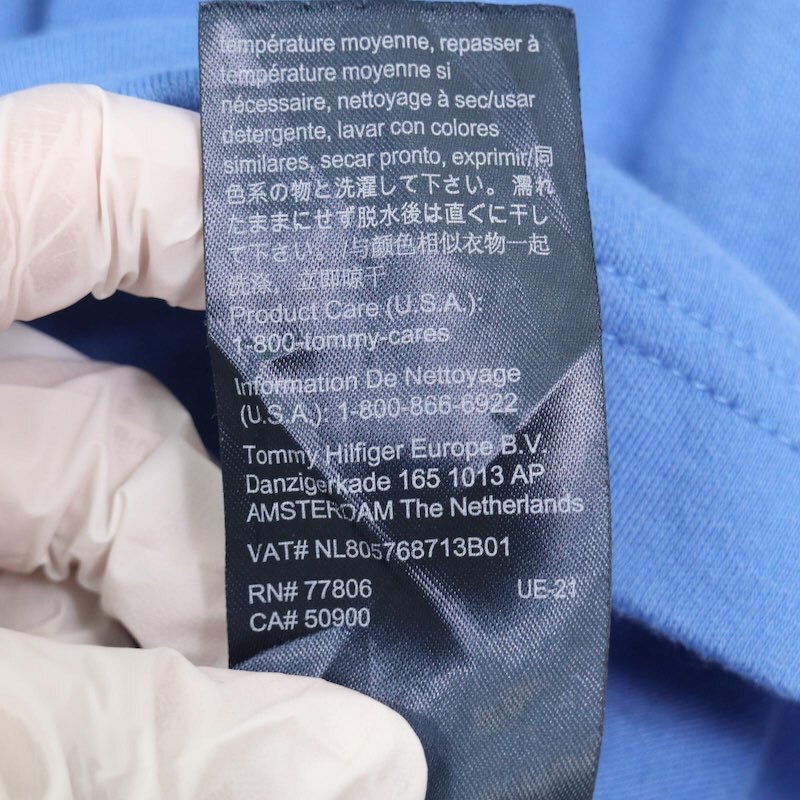 température moyenne, repasser à
température moyenne si
nécessaire, nettoyage à sec/usar
detergente, lavar con colores
similares, secar pronto, exprimir/同
色系の物と洗濯して下さい。濡れ
たままにせず脱水後は直ぐに干し
て下さい。/与颜色相似衣物一起
洗涤，立即晾干
Product Care (U.S.A.):
1-800-tommy-cares
Information De Nettoyage
(U.S.A.): 1-800-866-6922
Tommy Hilfiger Europe B.V.
Danzigerkade 165 1013 AP
AMSTERDAM The Netherlands
VAT# NL805768713B01
RN# 77806 UE-21
CA# 50900